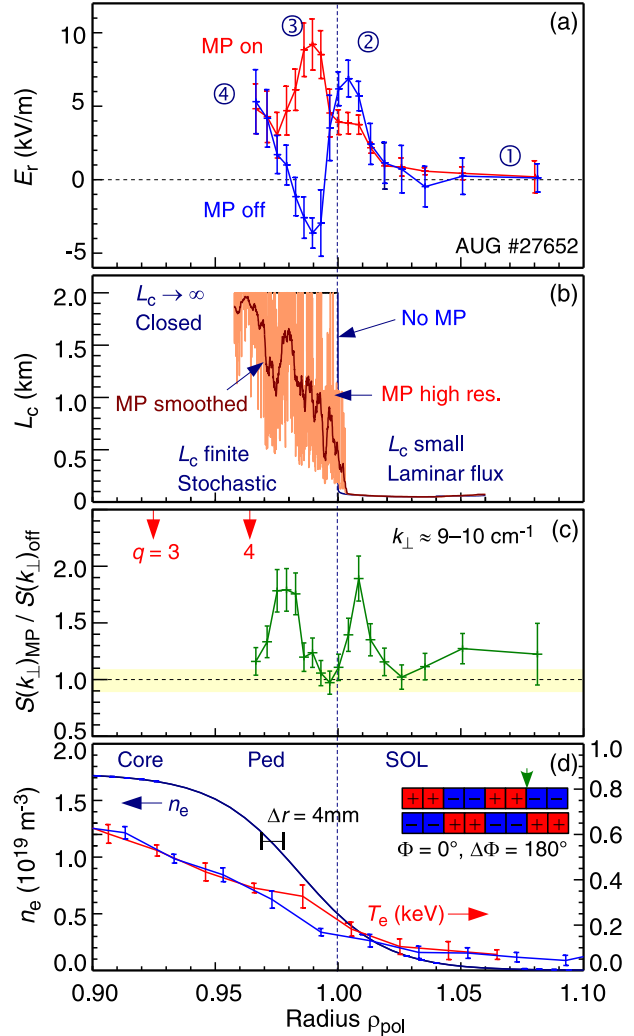 (a)
10
5
0
-5
E_r (kV/m)
MP on
③
②
④
①
MP off
AUG #27652
(b)
2.0
1.5
1.0
0.5
0
L_c (km)
L_c → ∞
Closed
No MP
MP smoothed
MP high res.
L_c finite
Stochastic
L_c small
Laminar flux
(c)
q = 3
4
k_⊥ ≈ 9–10 cm⁻¹
2.0
1.5
1.0
0.5
S(k_⊥)_MP / S(k_⊥)_off
(d)
2.0
1.5
1.0
0.5
0.0
n_e (10¹⁹ m⁻³)
Core
Ped
SOL
n_e
Δr = 4mm
+ + − − + + − −
− − + + − − + +
Φ = 0°, ΔΦ = 180°
T_e (keV)
1.0
0.8
0.6
0.4
0.2
0.0
0.90
0.95
1.00
1.05
1.10
Radius ρ_pol